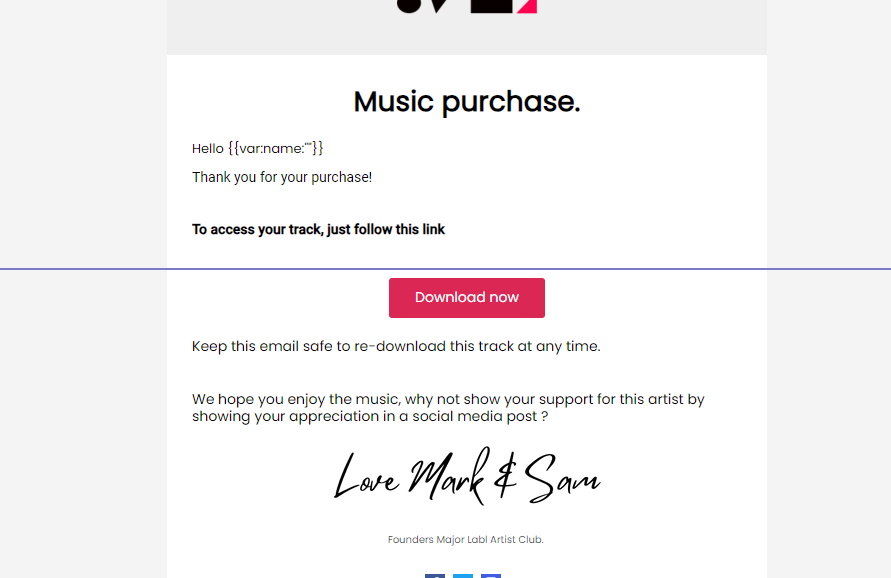 Music purchase.
Hello {{var:name:""}}
Thank you for your purchase!
To access your track, just follow this link
Download now
Keep this email safe to re-download this track at any time.
We hope you enjoy the music, why not show your support for this artist by
showing your appreciation in a social media post ?
Love Mark & Sam
Founders Major Labl Artist Club.